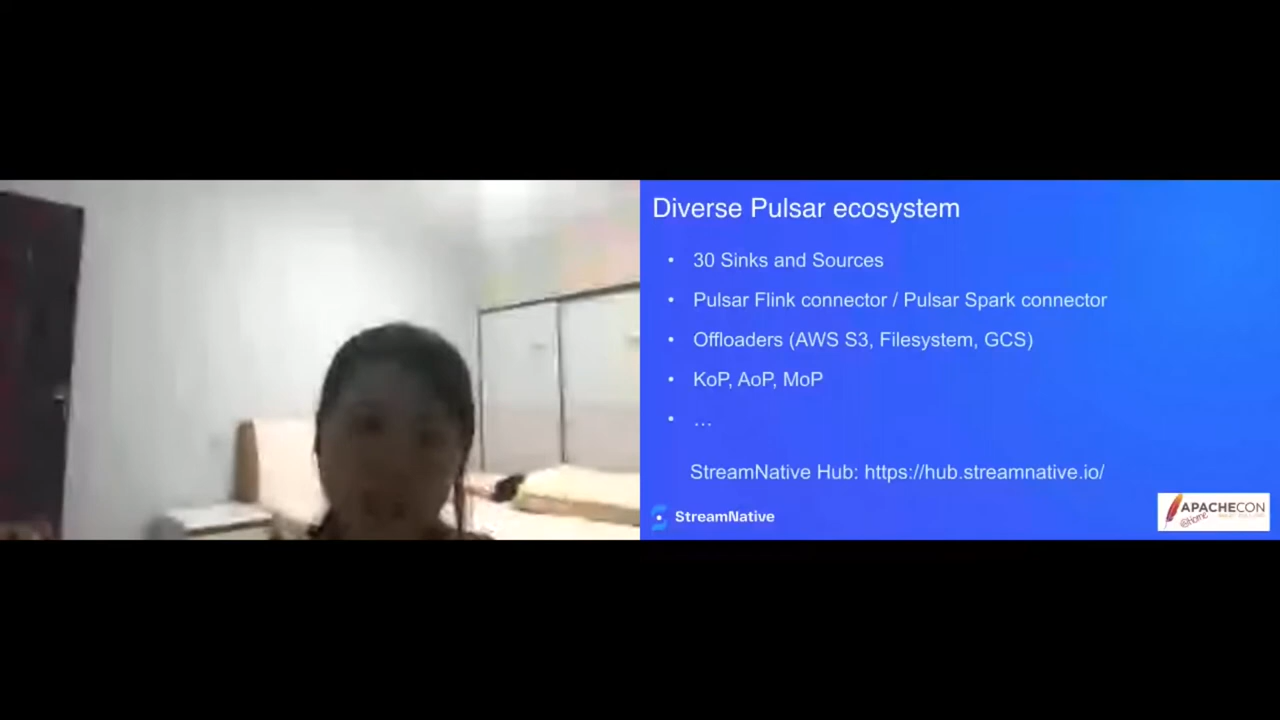 Diverse Pulsar ecosystem
• 30 Sinks and Sources
• Pulsar Flink connector / Pulsar Spark connector
• Offloaders (AWS S3, Filesystem, GCS)
• KoP, AoP, MoP
• …
StreamNative Hub: https://hub.streamnative.io/
StreamNative
APACHECON
@Home